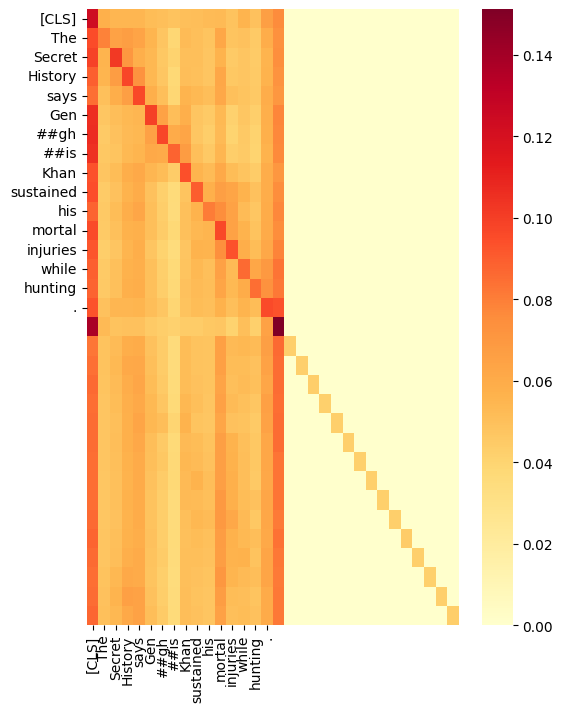 [CLS]
The
Secret
History
says
Gen
##gh
##is
Khan
sustained
his
mortal
injuries
while
hunting
.
[CLS]
The
Secret
History
says
Gen
##gh
##is
Khan
sustained
his
mortal
injuries
while
hunting
.
0.14
0.12
0.10
0.08
0.06
0.04
0.02
0.00